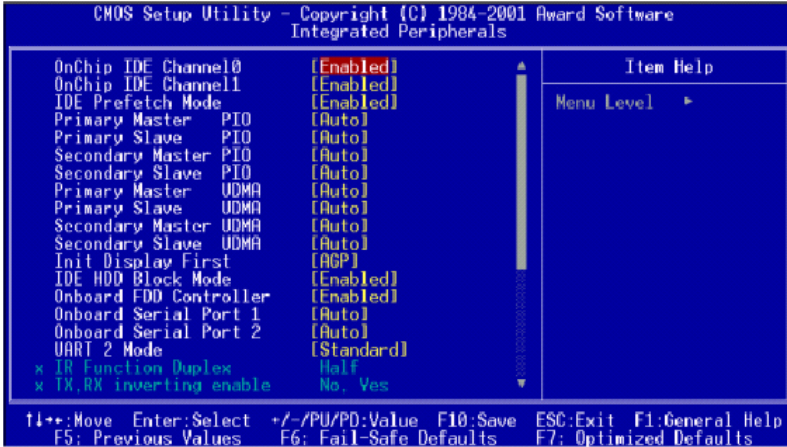 CMOS Setup Utility - Copyright (C) 1984-2001 Award Software
Integrated Peripherals
OnChip IDE Channel0 [Enabled]
OnChip IDE Channel1 [Enabled]
IDE Prefetch Mode [Enabled]
Primary Master PIO [Auto]
Primary Slave PIO [Auto]
Secondary Master PIO [Auto]
Secondary Slave PIO [Auto]
Primary Master UDMA [Auto]
Primary Slave UDMA [Auto]
Secondary Master UDMA [Auto]
Secondary Slave UDMA [Auto]
Init Display First [AGP]
IDE HDD Block Mode [Enabled]
Onboard FDD Controller [Enabled]
Onboard Serial Port 1 [Auto]
Onboard Serial Port 2 [Auto]
UART 2 Mode [Standard]
x IR Function Duplex Half
x TX,RX inverting enable No, Yes
Item Help
Menu Level ►
↑↓→←:Move Enter:Select +/-/PU/PD:Value F10:Save ESC:Exit F1:General Help
F5: Previous Values F6: Fail-Safe Defaults F7: Optimized Defaults